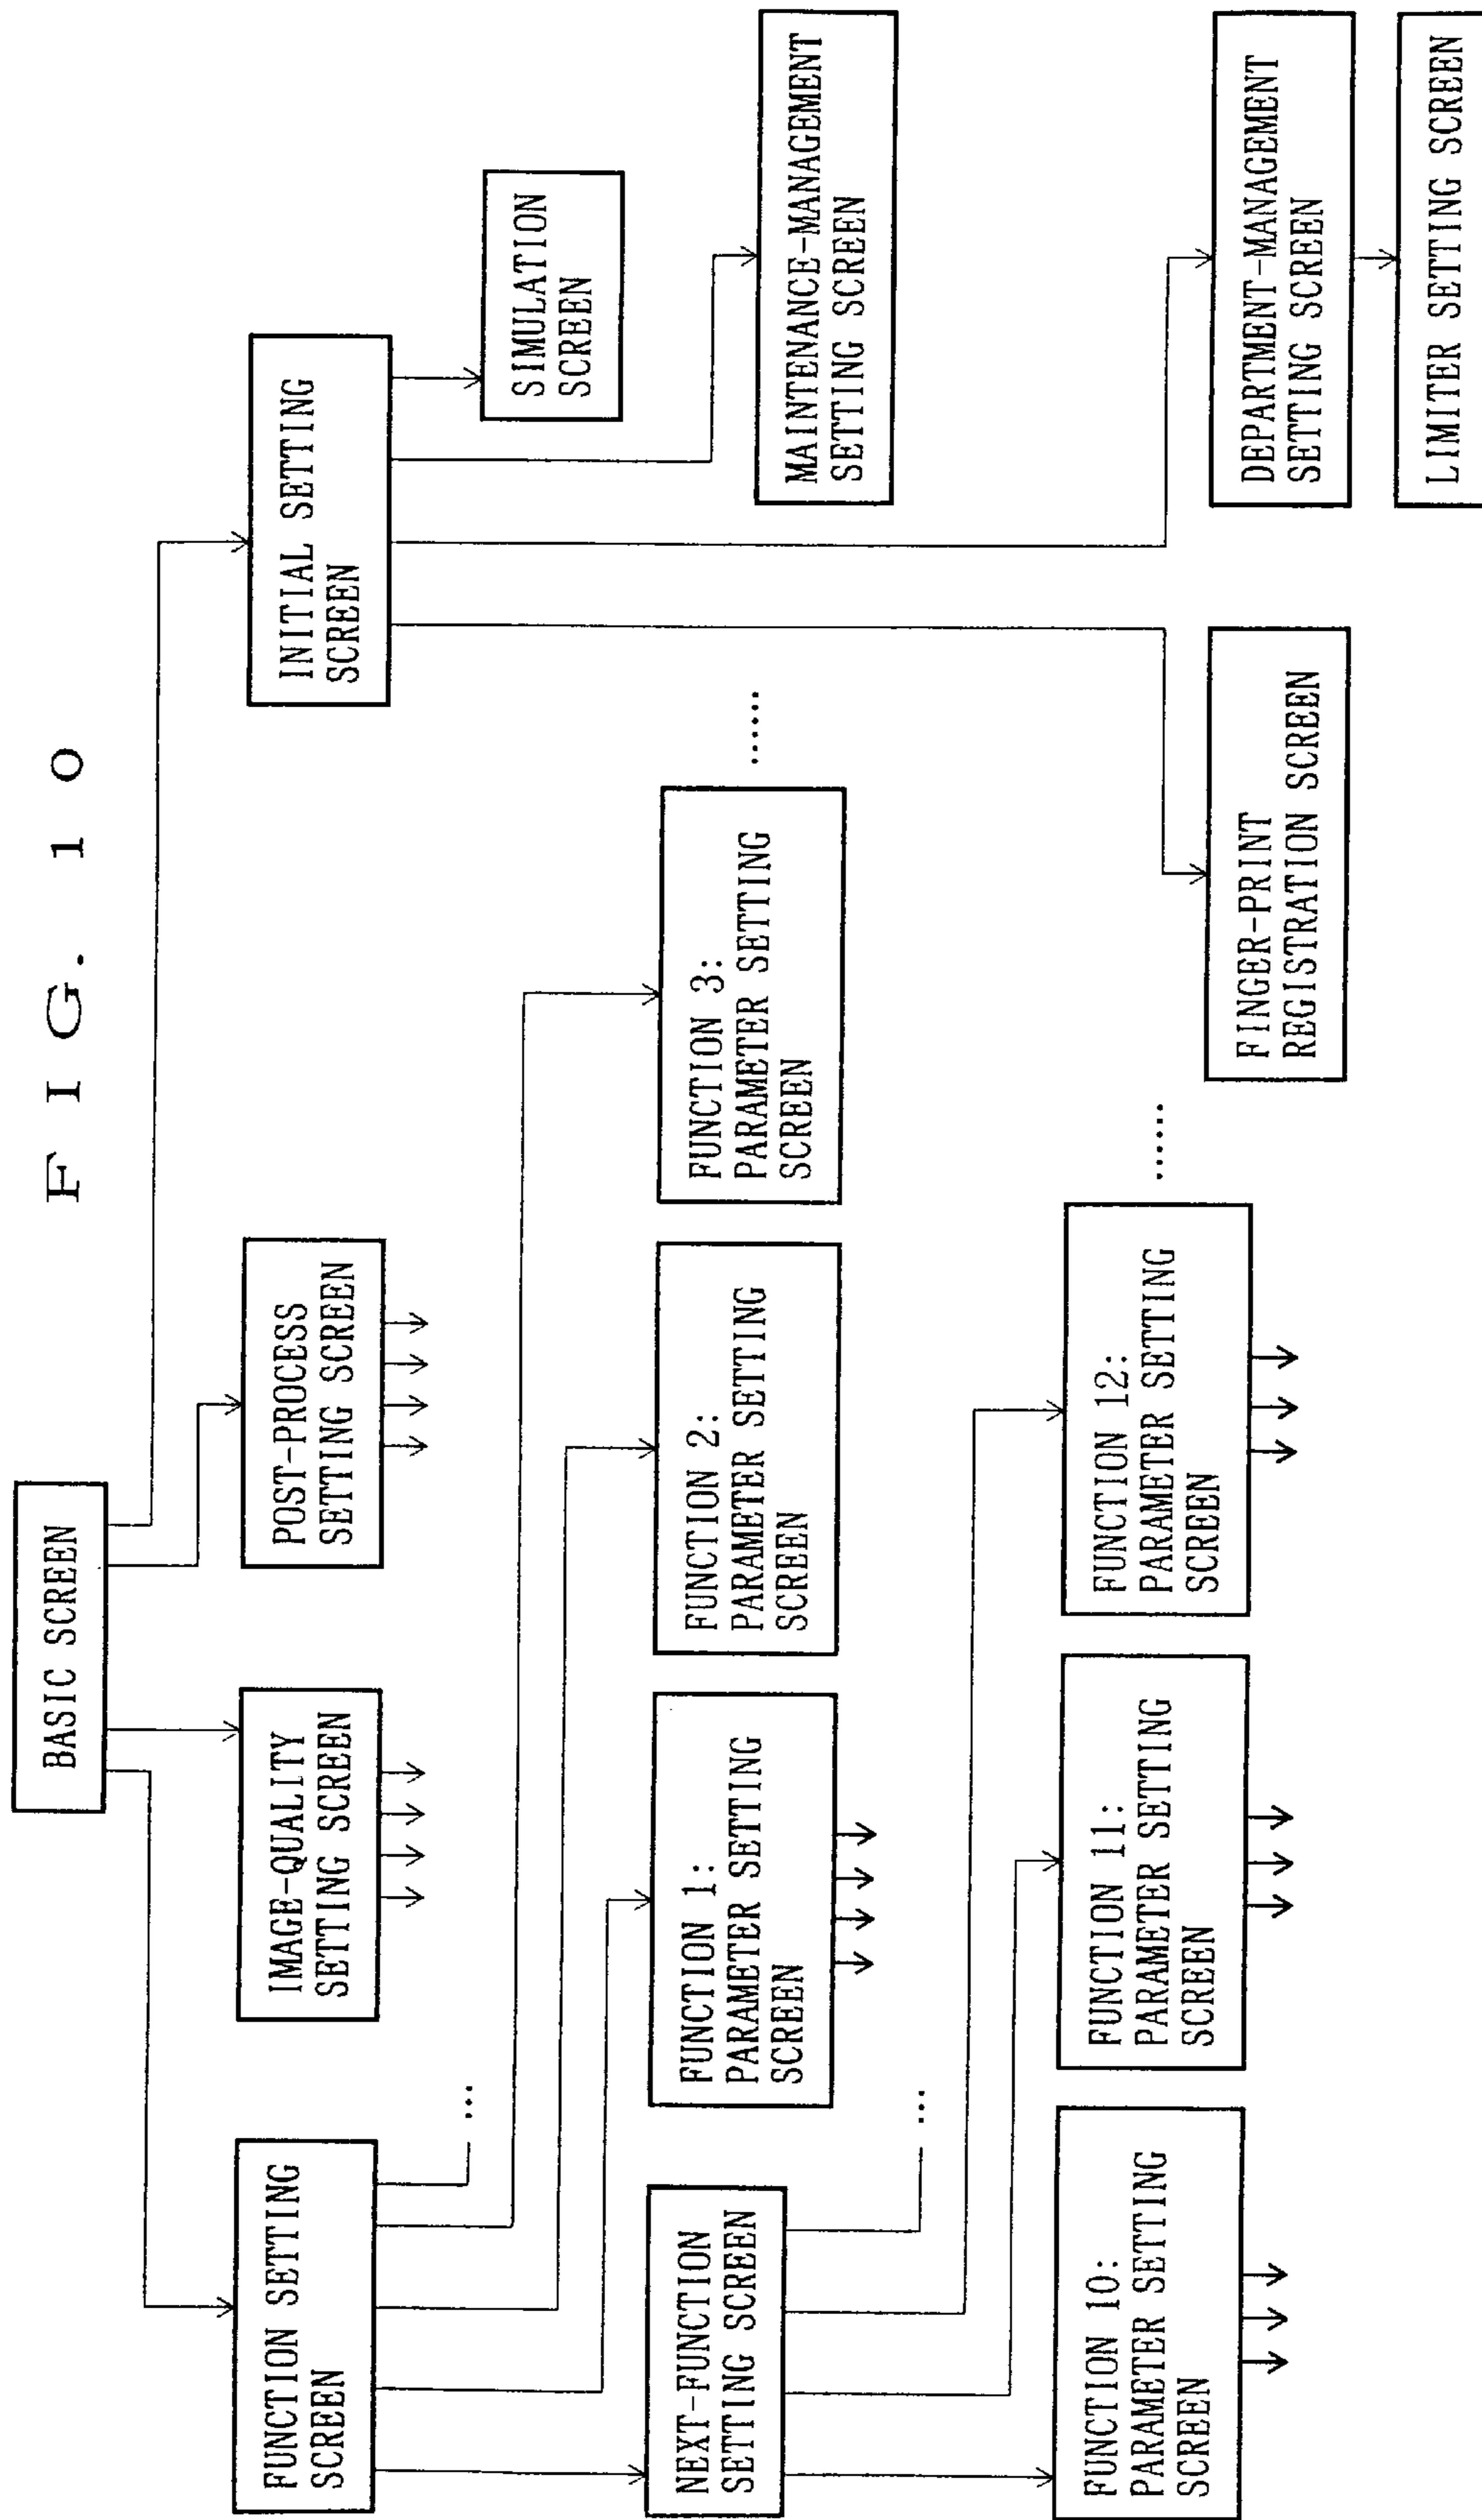 FIG. 10
BASIC SCREEN
FUNCTION SETTING
SCREEN
IMAGE-QUALITY
SETTING SCREEN
POST-PROCESS
SETTING SCREEN
INITIAL SETTING
SCREEN
...
SIMULATION
SCREEN
NEXT-FUNCTION
SETTING SCREEN
FUNCTION 1:
PARAMETER SETTING
SCREEN
FUNCTION 2:
PARAMETER SETTING
SCREEN
FUNCTION 3:
PARAMETER SETTING
SCREEN
......
MAINTENANCE-MANAGEMENT
SETTING SCREEN
...
FUNCTION 10:
PARAMETER SETTING
SCREEN
FUNCTION 11:
PARAMETER SETTING
SCREEN
FUNCTION 12:
PARAMETER SETTING
SCREEN
......
FINGER-PRINT
REGISTRATION SCREEN
DEPARTMENT-MANAGEMENT
SETTING SCREEN
LIMITER SETTING SCREEN